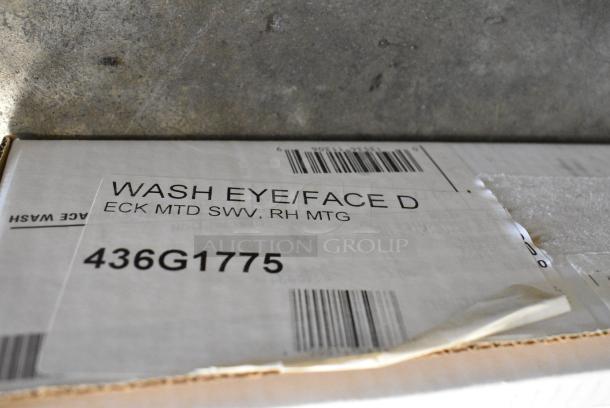 WASH EYE/FACE D
ECK MTD SWV, RH MTG
ACE WASH
AUCTION GROUP
436G1775